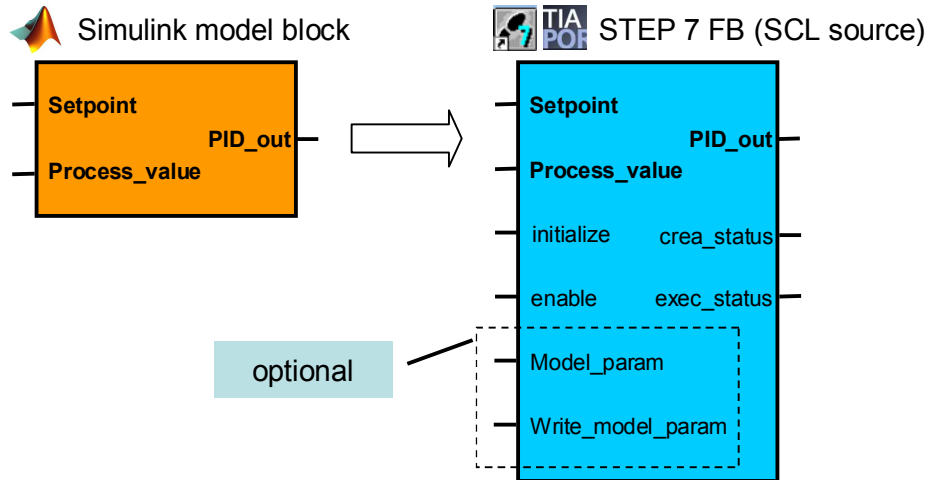 Simulink model block
Setpoint
PID_out
Process_value
7
TIA
POR
STEP 7 FB (SCL source)
Setpoint
PID_out
Process_value
initialize
crea_status
enable
exec_status
optional
Model_param
Write_model_param